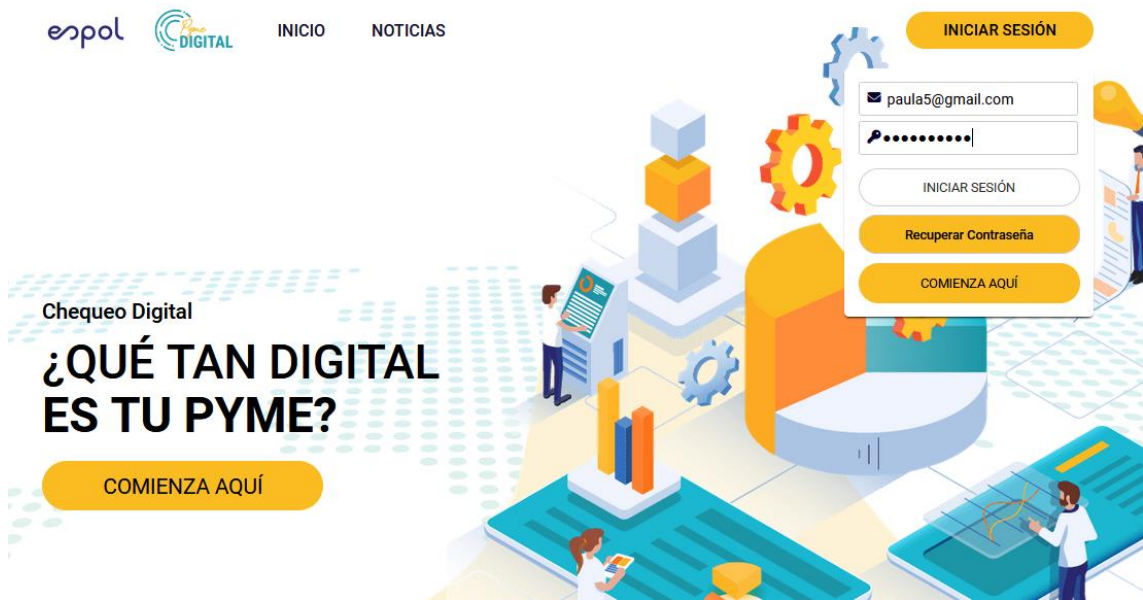 espol
Pyme
DIGITAL
INICIO
NOTICIAS
INICIAR SESIÓN
paula5@gmail.com
••••••••••
INICIAR SESIÓN
Recuperar Contraseña
COMIENZA AQUÍ
Chequeo Digital
¿QUÉ TAN DIGITAL
ES TU PYME?
COMIENZA AQUÍ